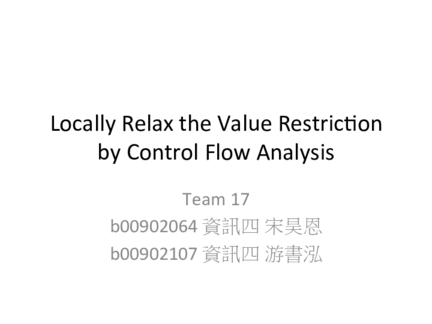 Locally Relax the Value Restriction
by Control Flow Analysis
Team 17
b00902064 資訊四 宋昊恩
b00902107 資訊四 游書泓